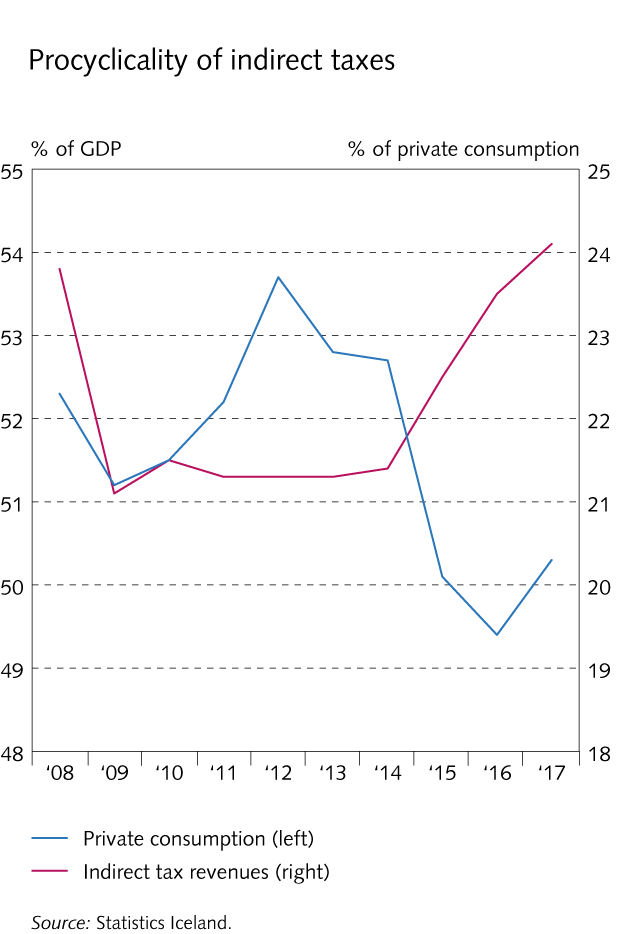 Procyclicality of indirect taxes
% of GDP % of private consumption
55 25
54 24
53 23
52 22
51 21
50 20
49 19
48 18
‘08 ‘09 ‘10 ‘11 ‘12 ‘13 ‘14 ‘15 ‘16 ‘17
Private consumption (left)
Indirect tax revenues (right)
Source: Statistics Iceland.